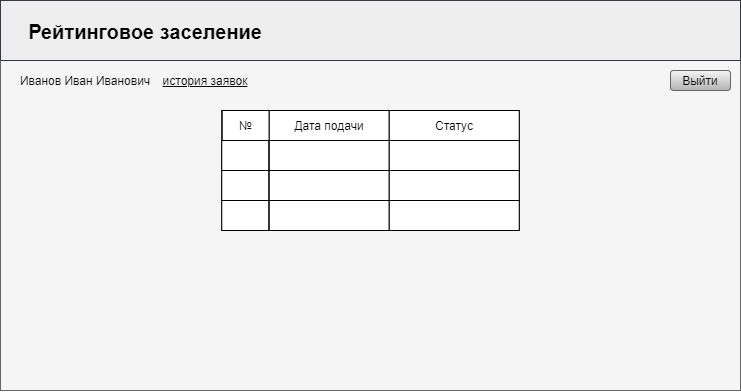 Рейтинговое заселение
Иванов Иван Иванович история заявок Выйти
№ Дата подачи Статус